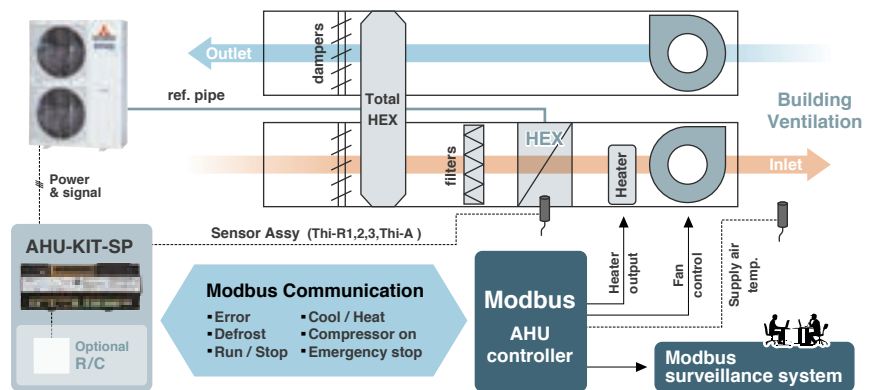 Outlet
dampers
Total
HEX
ref. pipe
Building
Ventilation
filters
HEX
Heater
Inlet
Power
& signal
Sensor Assy (Thi-R1,2,3,Thi-A )
AHU-KIT-SP
Optional
R/C
Modbus Communication
▪Error
▪Defrost
▪Run / Stop
▪Cool / Heat
▪Compressor on
▪Emergency stop
Modbus
AHU
controller
Heater
output
Fan
control
Supply air
temp.
Modbus
surveillance system